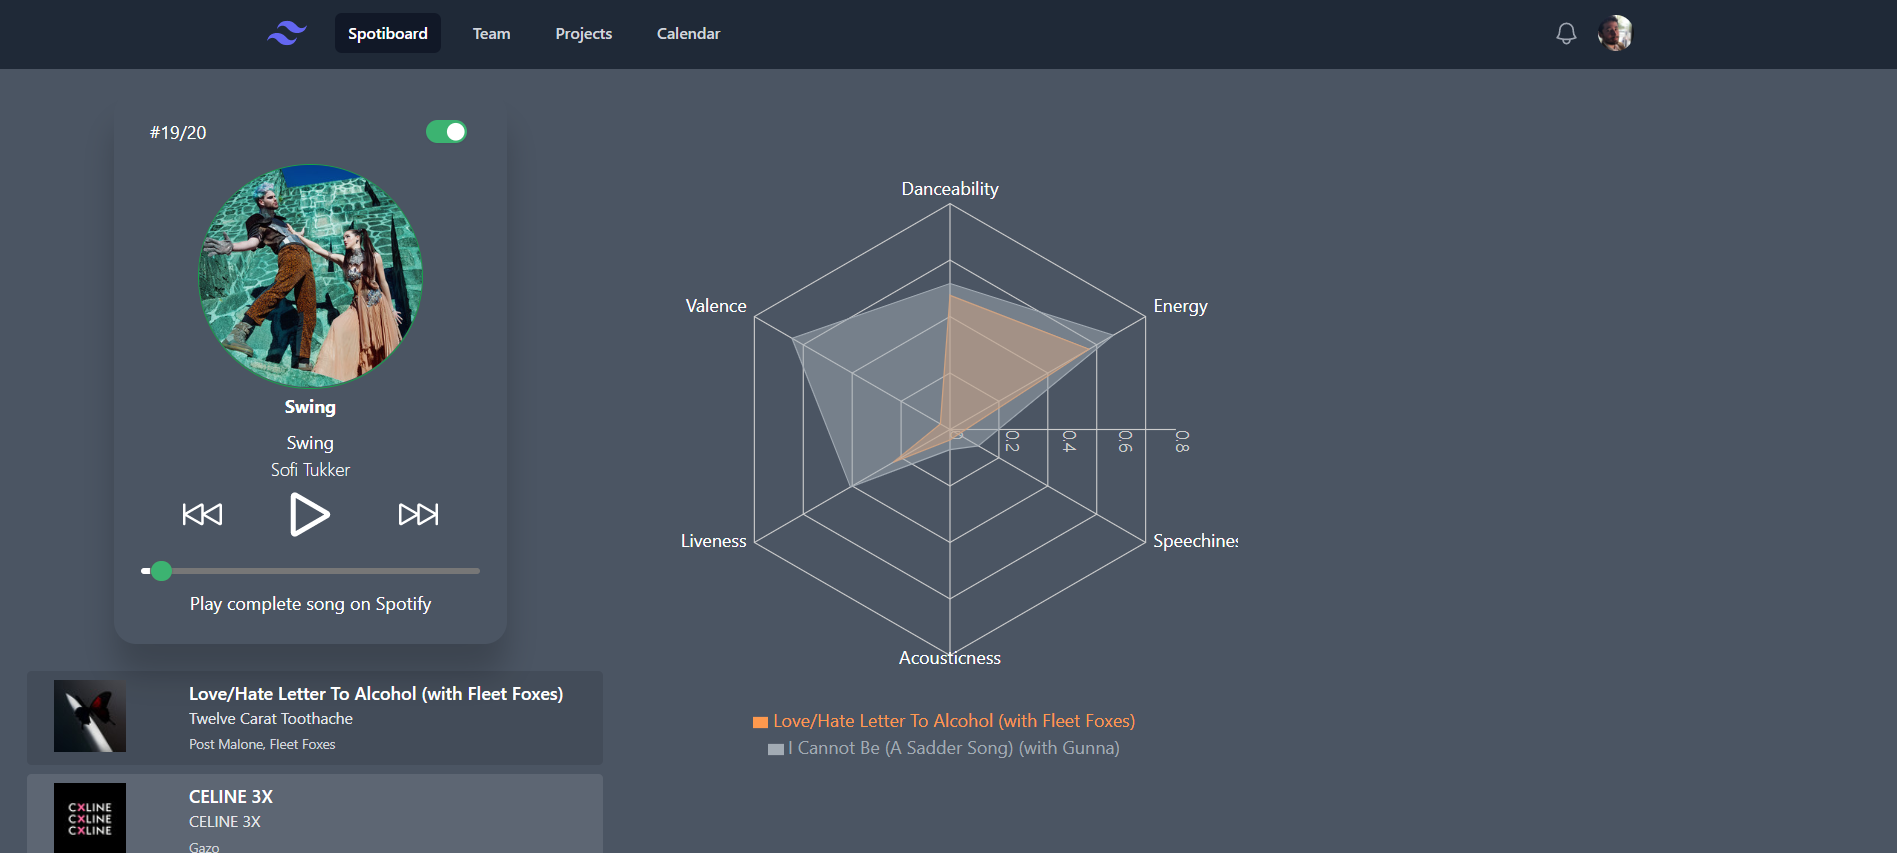 Spotiboard Team Projects Calendar
#19/20
Swing
Swing
Sofi Tukker
Play complete song on Spotify
Love/Hate Letter To Alcohol (with Fleet Foxes)
Twelve Carat Toothache
Post Malone, Fleet Foxes
CXLINE
CXLINE
CXLINE
CELINE 3X
CELINE 3X
Gazo
Danceability
Valence
Energy
0 0.2 0.4 0.6 0.8
Liveness
Speechines
Acousticness
Love/Hate Letter To Alcohol (with Fleet Foxes)
I Cannot Be (A Sadder Song) (with Gunna)